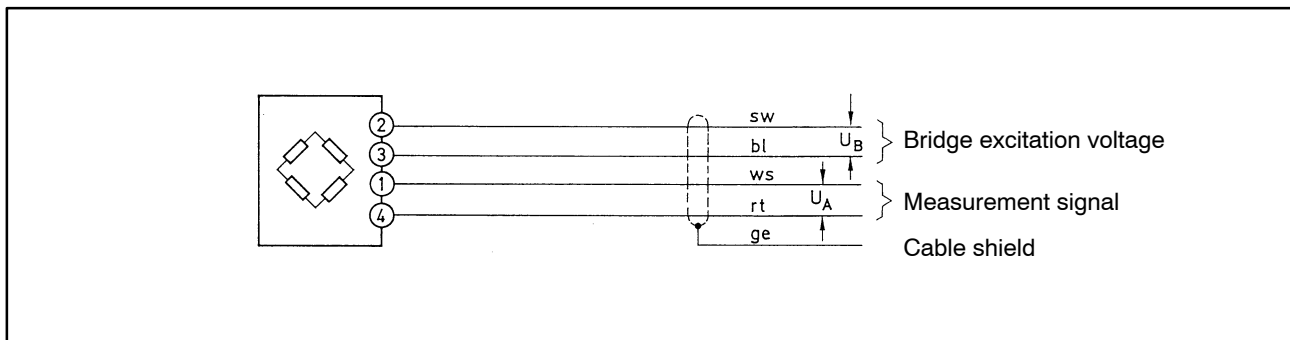 2 sw
U_B Bridge excitation voltage
3 bl
1 ws
U_A Measurement signal
4 rt
ge Cable shield